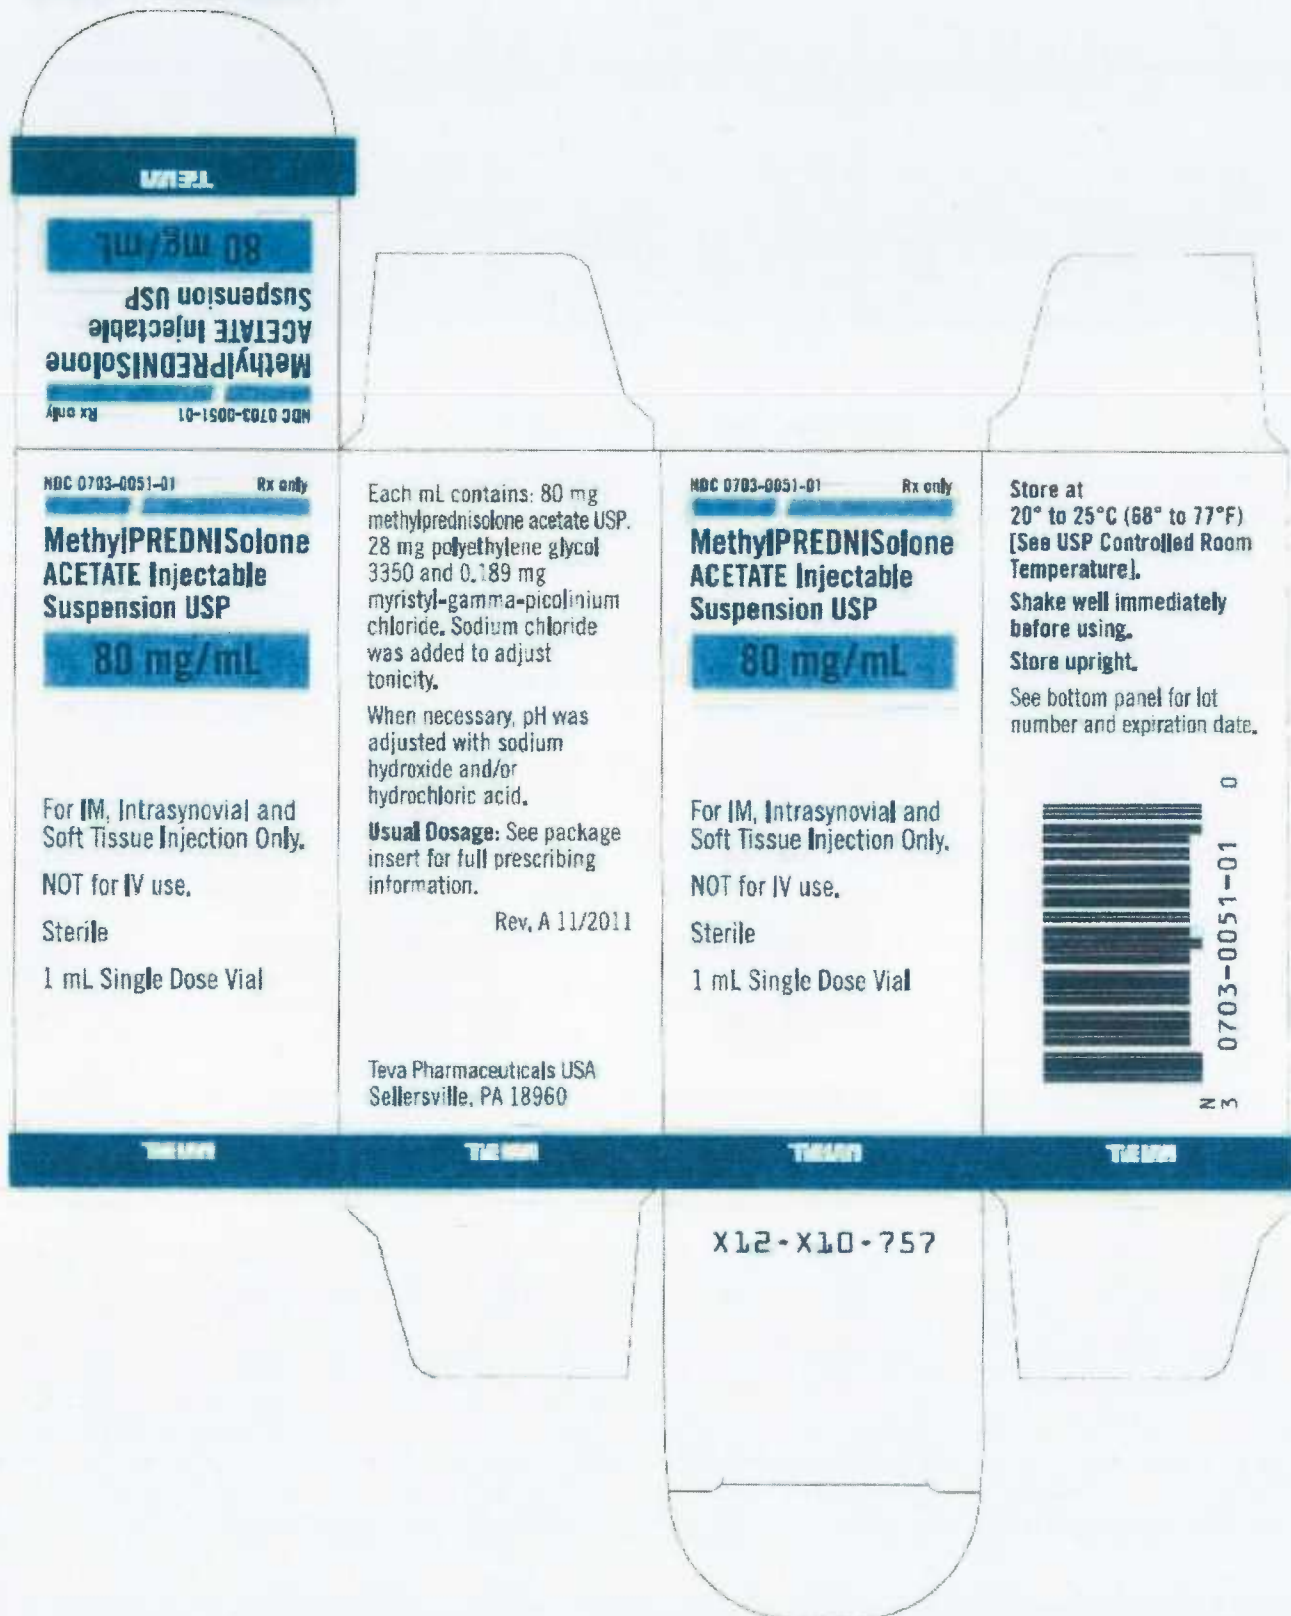 TEVA
80 mg/mL
Suspension USP
ACETATE Injectable
MethylPREDNISolone
NDC 0703-0051-01 Rx only
NDC 0703-0051-01 Rx only
MethylPREDNISolone
ACETATE Injectable
Suspension USP
80 mg/mL
For IM, Intrasynovial and
Soft Tissue Injection Only.
NOT for IV use.
Sterile
1 mL Single Dose Vial
TEVA
Each mL contains: 80 mg
methylprednisolone acetate USP.
28 mg polyethylene glycol
3350 and 0.189 mg
myristyl-gamma-picolinium
chloride. Sodium chloride
was added to adjust
tonicity.
When necessary, pH was
adjusted with sodium
hydroxide and/or
hydrochloric acid.
Usual Dosage: See package
insert for full prescribing
information.
Rev. A 11/2011
Teva Pharmaceuticals USA
Sellersville, PA 18960
TEVA
NDC 0703-0051-01 Rx only
MethylPREDNISolone
ACETATE Injectable
Suspension USP
80 mg/mL
For IM, Intrasynovial and
Soft Tissue Injection Only.
NOT for IV use.
Sterile
1 mL Single Dose Vial
TEVA
X12-X10-757
Store at
20° to 25°C (68° to 77°F)
[See USP Controlled Room
Temperature].
Shake well immediately
before using.
Store upright.
See bottom panel for lot
number and expiration date.
N
3 0703-0051-01 0
TEVA